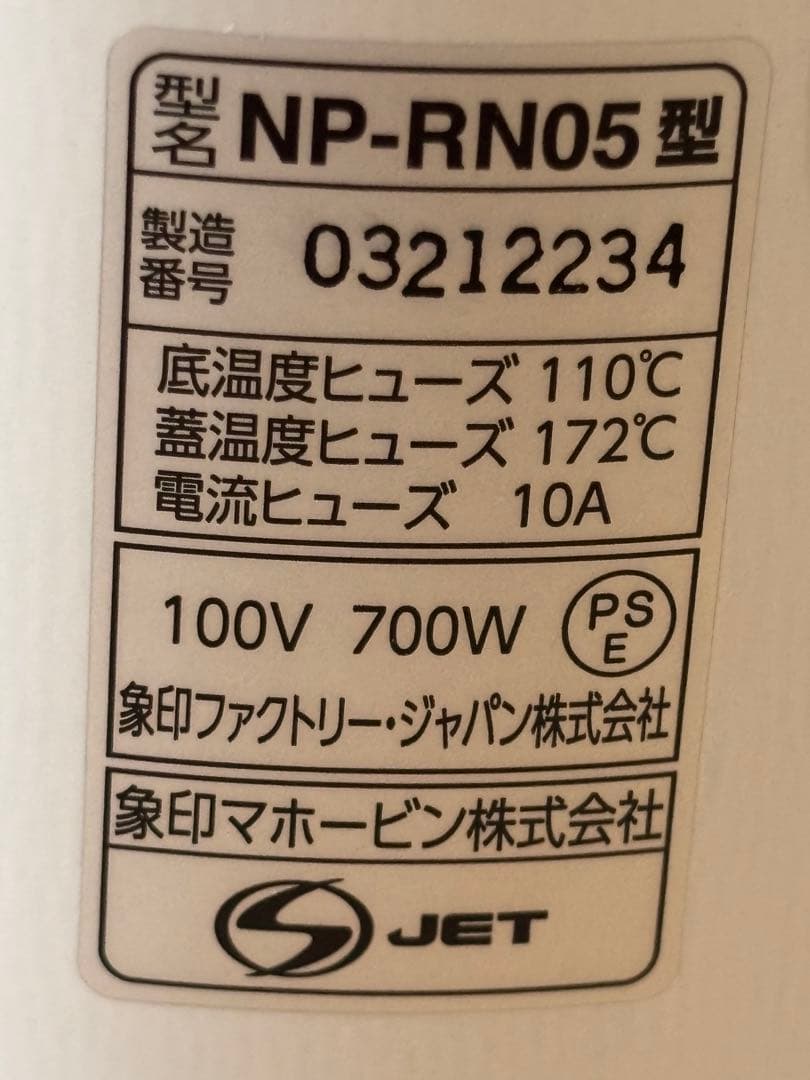 型名 NP-RN05型
製造番号 03212234
底温度ヒューズ 110℃
蓋温度ヒューズ 172℃
電流ヒューズ 10A
100V 700W PSE
象印ファクトリー・ジャパン株式会社
象印マホービン株式会社
S JET